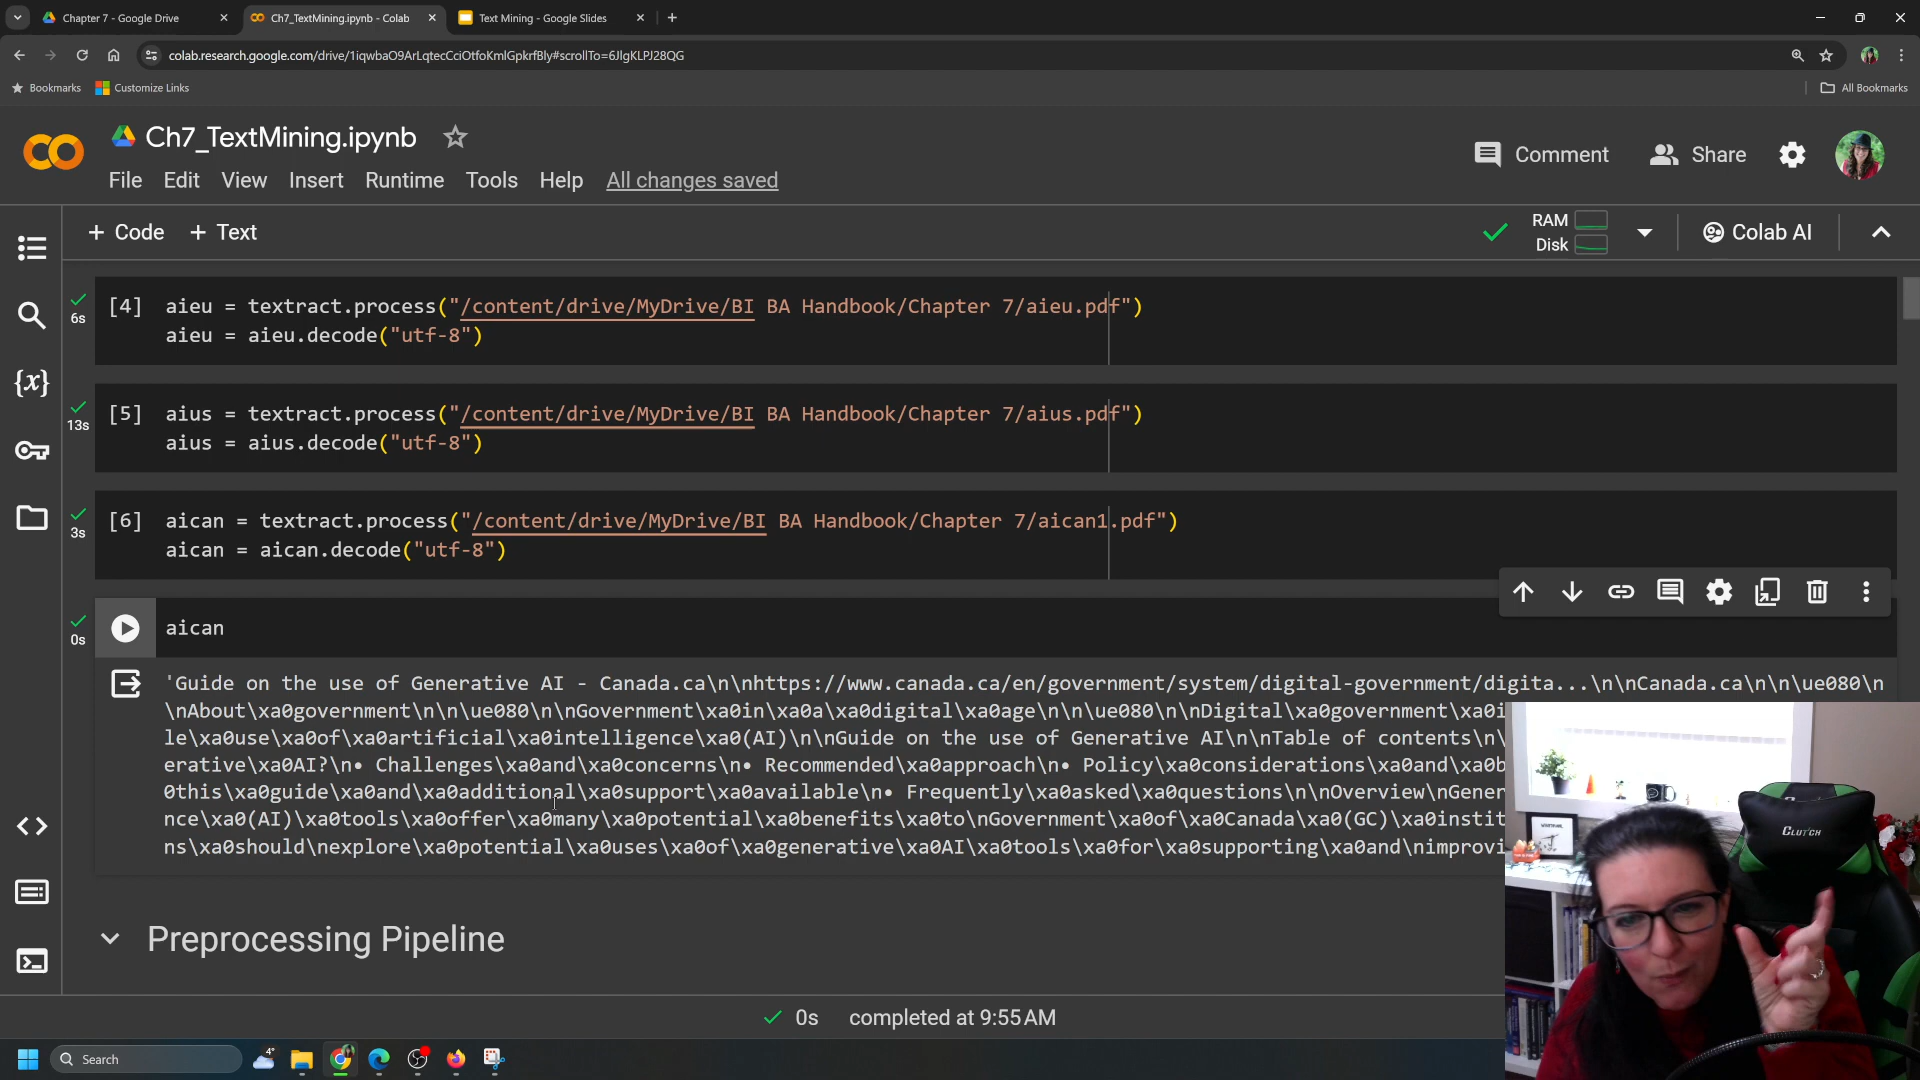 Chapter 7 - Google Drive
Ch7_TextMining.ipynb - Colab
Text Mining - Google Slides
colab.research.google.com/drive/1iqwbaO9ArLqtecCciOtfoKmlGpkrfBly#scrollTo=6JlgKLPJ28QG
Bookmarks
Customize Links
All Bookmarks
Ch7_TextMining.ipynb
File Edit View Insert Runtime Tools Help All changes saved
Comment
Share
+ Code + Text
RAM
Disk
Colab AI
6s
[4] aieu = textract.process("/content/drive/MyDrive/BI BA Handbook/Chapter 7/aieu.pdf")
aieu = aieu.decode("utf-8")
13s
[5] aius = textract.process("/content/drive/MyDrive/BI BA Handbook/Chapter 7/aius.pdf")
aius = aius.decode("utf-8")
3s
[6] aican = textract.process("/content/drive/MyDrive/BI BA Handbook/Chapter 7/aican1.pdf")
aican = aican.decode("utf-8")
0s
aican
'Guide on the use of Generative AI - Canada.ca\n\nhttps://www.canada.ca/en/government/system/digital-government/digita...\n\nCanada.ca\n\n\ue080\n
\nAbout\xa0government\n\n\ue080\n\nGovernment\xa0in\xa0a\xa0digital\xa0age\n\n\ue080\n\nDigital\xa0government\xa0i
le\xa0use\xa0of\xa0artificial\xa0intelligence\xa0(AI)\n\nGuide on the use of Generative AI\n\nTable of contents\n\
erative\xa0AI?\n• Challenges\xa0and\xa0concerns\n• Recommended\xa0approach\n• Policy\xa0considerations\xa0and\xa0b
0this\xa0guide\xa0and\xa0additional\xa0support\xa0available\n• Frequently\xa0asked\xa0questions\n\nOverview\nGener
nce\xa0(AI)\xa0tools\xa0offer\xa0many\xa0potential\xa0benefits\xa0to\nGovernment\xa0of\xa0Canada\xa0(GC)\xa0instit
ns\xa0should\nexplore\xa0potential\xa0uses\xa0of\xa0generative\xa0AI\xa0tools\xa0for\xa0supporting\xa0and\nimprovi
Preprocessing Pipeline
0s completed at 9:55 AM
CLUTCH
Search
4°